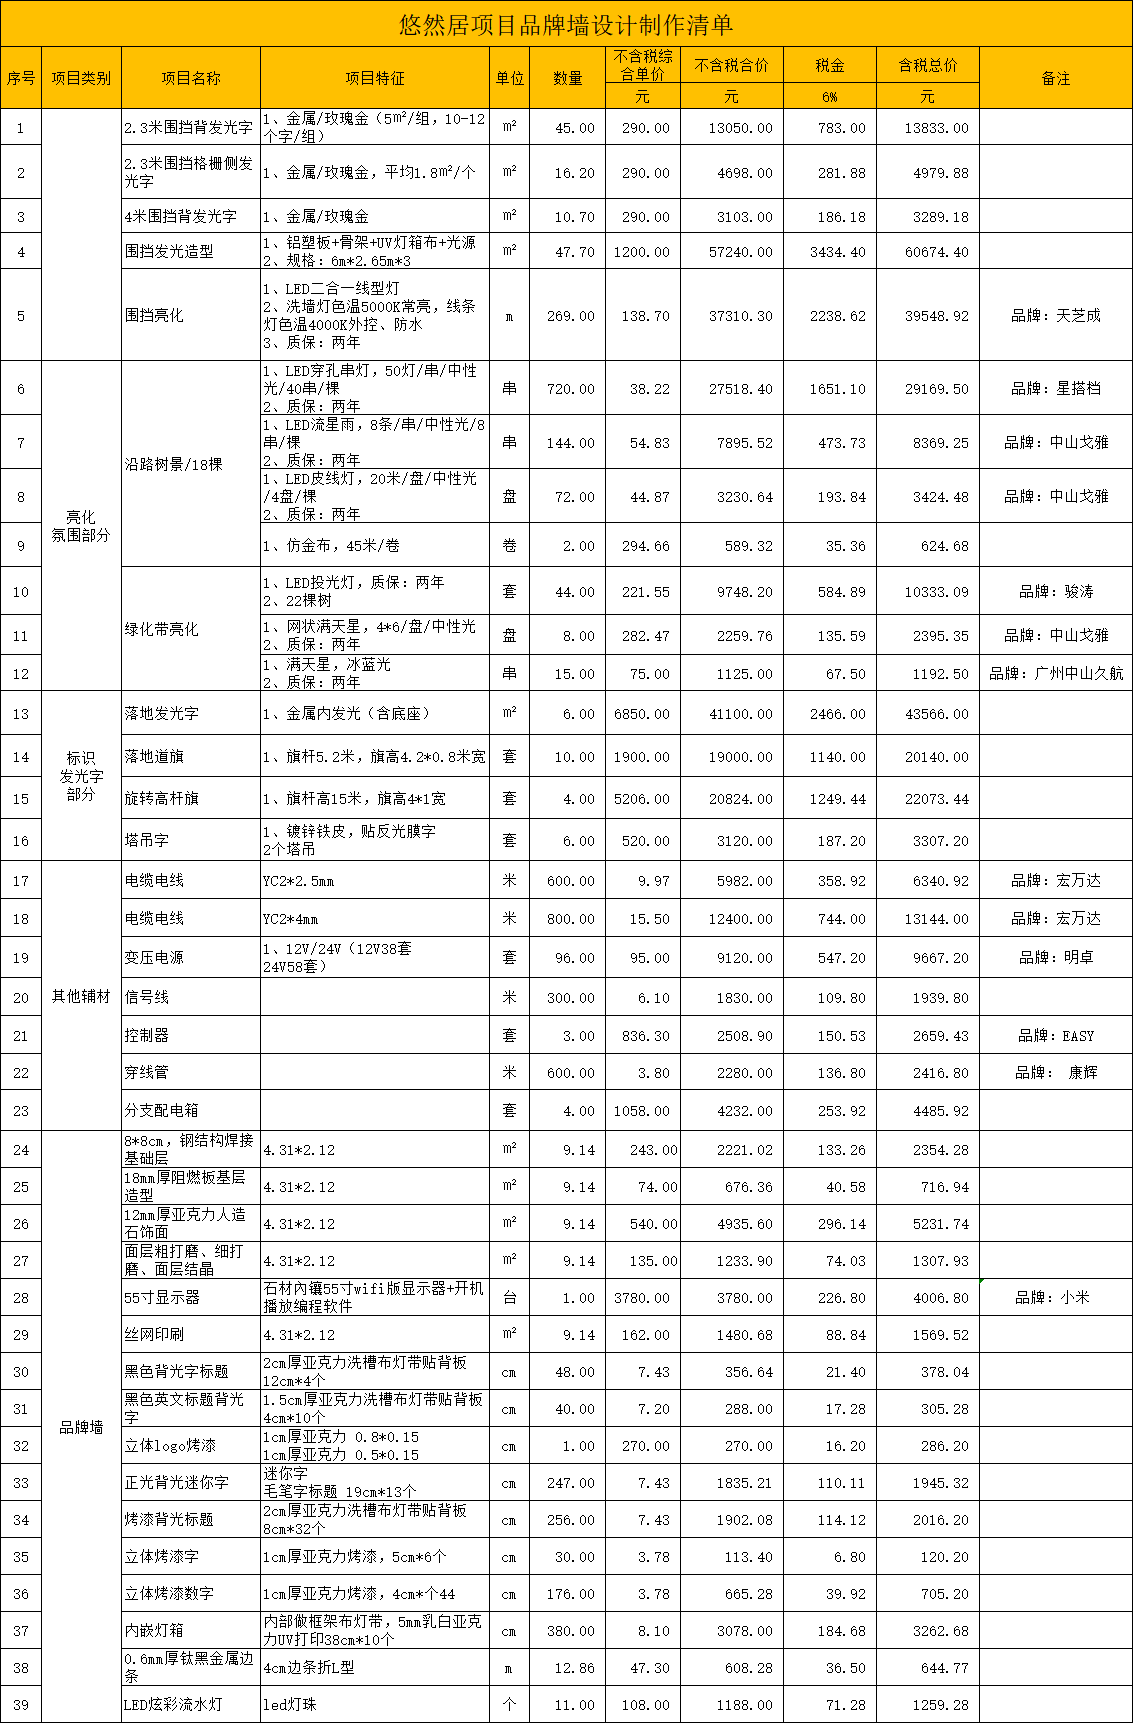 悠然居项目品牌墙设计制作清单
序号 项目类别 项目名称 项目特征 单位 数量 不含税综合单价 不含税合价 税金 含税总价 备注
元 元 6% 元
1 2.3米围挡背发光字 1、金属/玫瑰金（5㎡/组，10-12个字/组） ㎡ 45.00 290.00 13050.00 783.00 13833.00
2 2.3米围挡格栅侧发光字 1、金属/玫瑰金，平均1.8㎡/个 ㎡ 16.20 290.00 4698.00 281.88 4979.88
3 4米围挡背发光字 1、金属/玫瑰金 ㎡ 10.70 290.00 3103.00 186.18 3289.18
4 围挡发光造型 1、铝塑板+骨架+UV灯箱布+光源
2、规格：6m*2.65m*3 ㎡ 47.70 1200.00 57240.00 3434.40 60674.40
5 围挡亮化 1、LED二合一线型灯
2、洗墙灯色温5000K常亮，线条灯色温4000K外控、防水
3、质保：两年 m 269.00 138.70 37310.30 2238.62 39548.92 品牌：天芝成
亮化
氛围部分
沿路树景/18棵
6 1、LED穿孔串灯，50灯/串/中性光/40串/棵
2、质保：两年 串 720.00 38.22 27518.40 1651.10 29169.50 品牌：星搭档
7 1、LED流星雨，8条/串/中性光/8串/棵
2、质保：两年 串 144.00 54.83 7895.52 473.73 8369.25 品牌：中山戈雅
8 1、LED皮线灯，20米/盘/中性光/4盘/棵
2、质保：两年 盘 72.00 44.87 3230.64 193.84 3424.48 品牌：中山戈雅
9 1、仿金布，45米/卷 卷 2.00 294.66 589.32 35.36 624.68
绿化带亮化
10 1、LED投光灯，质保：两年
2、22棵树 套 44.00 221.55 9748.20 584.89 10333.09 品牌：骏涛
11 1、网状满天星，4*6/盘/中性光
2、质保：两年 盘 8.00 282.47 2259.76 135.59 2395.35 品牌：中山戈雅
12 1、满天星，冰蓝光
2、质保：两年 串 15.00 75.00 1125.00 67.50 1192.50 品牌：广州中山久航
标识
发光字
部分
13 落地发光字 1、金属内发光（含底座） ㎡ 6.00 6850.00 41100.00 2466.00 43566.00
14 落地道旗 1、旗杆5.2米，旗高4.2*0.8米宽 套 10.00 1900.00 19000.00 1140.00 20140.00
15 旋转高杆旗 1、旗杆高15米，旗高4*1宽 套 4.00 5206.00 20824.00 1249.44 22073.44
16 塔吊字 1、镀锌铁皮，贴反光膜字
2个塔吊 套 6.00 520.00 3120.00 187.20 3307.20
其他辅材
17 电缆电线 YC2*2.5mm 米 600.00 9.97 5982.00 358.92 6340.92 品牌：宏万达
18 电缆电线 YC2*4mm 米 800.00 15.50 12400.00 744.00 13144.00 品牌：宏万达
19 变压电源 1、12V/24V（12V38套
24V58套） 套 96.00 95.00 9120.00 547.20 9667.20 品牌：明卓
20 信号线 米 300.00 6.10 1830.00 109.80 1939.80
21 控制器 套 3.00 836.30 2508.90 150.53 2659.43 品牌：EASY
22 穿线管 米 600.00 3.80 2280.00 136.80 2416.80 品牌： 康辉
23 分支配电箱 套 4.00 1058.00 4232.00 253.92 4485.92
品牌墙
24 8*8cm，钢结构焊接基础层 4.31*2.12 ㎡ 9.14 243.00 2221.02 133.26 2354.28
25 18mm厚阻燃板基层造型 4.31*2.12 ㎡ 9.14 74.00 676.36 40.58 716.94
26 12mm厚亚克力人造石饰面 4.31*2.12 ㎡ 9.14 540.00 4935.60 296.14 5231.74
27 面层粗打磨、细打磨、面层结晶 4.31*2.12 ㎡ 9.14 135.00 1233.90 74.03 1307.93
28 55寸显示器 石材内镶55寸wifi版显示器+开机播放编程软件 台 1.00 3780.00 3780.00 226.80 4006.80 品牌：小米
29 丝网印刷 4.31*2.12 ㎡ 9.14 162.00 1480.68 88.84 1569.52
30 黑色背光字标题 2cm厚亚克力洗槽布灯带贴背板12cm*4个 cm 48.00 7.43 356.64 21.40 378.04
31 黑色英文标题背光字 1.5cm厚亚克力洗槽布灯带贴背板4cm*10个 cm 40.00 7.20 288.00 17.28 305.28
32 立体logo烤漆 1cm厚亚克力 0.8*0.15
1cm厚亚克力 0.5*0.15 cm 1.00 270.00 270.00 16.20 286.20
33 正光背光迷你字 迷你字
毛笔字标题 19cm*13个 cm 247.00 7.43 1835.21 110.11 1945.32
34 烤漆背光标题 2cm厚亚克力洗槽布灯带贴背板8cm*32个 cm 256.00 7.43 1902.08 114.12 2016.20
35 立体烤漆字 1cm厚亚克力烤漆，5cm*6个 cm 30.00 3.78 113.40 6.80 120.20
36 立体烤漆数字 1cm厚亚克力烤漆，4cm*个44 cm 176.00 3.78 665.28 39.92 705.20
37 内嵌灯箱 内部做框架布灯带，5mm乳白亚克力UV打印38cm*10个 cm 380.00 8.10 3078.00 184.68 3262.68
38 0.6mm厚钛黑金属边条 4cm边条折L型 m 12.86 47.30 608.28 36.50 644.77
39 LED炫彩流水灯 led灯珠 个 11.00 108.00 1188.00 71.28 1259.28